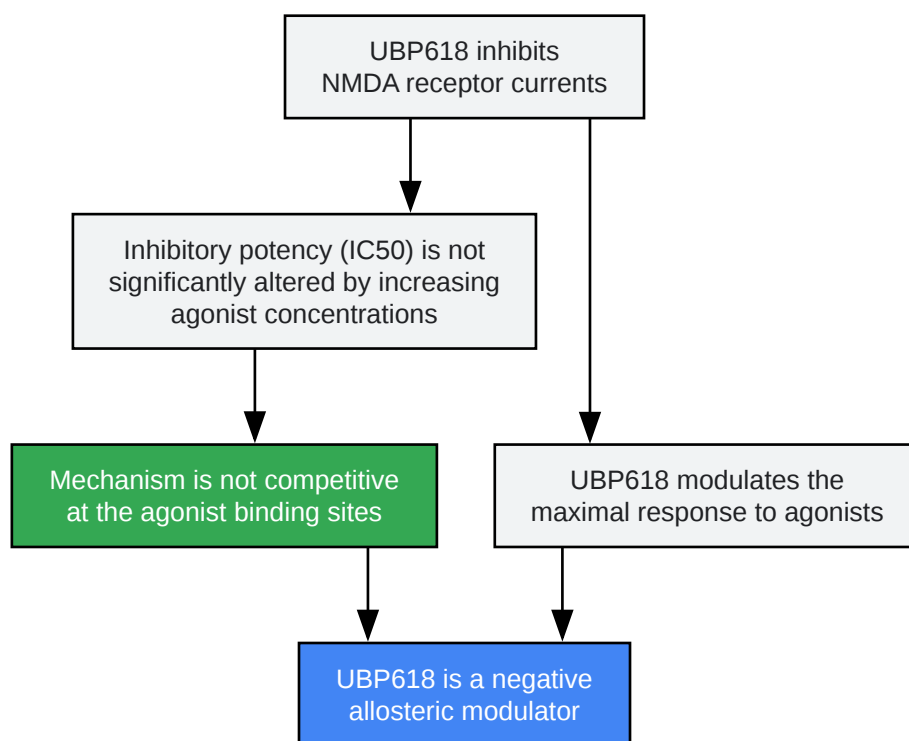 UBP618 inhibits
NMDA receptor currents
Inhibitory potency (IC50) is not
significantly altered by increasing
agonist concentrations
Mechanism is not competitive
at the agonist binding sites
UBP618 modulates the
maximal response to agonists
UBP618 is a negative
allosteric modulator